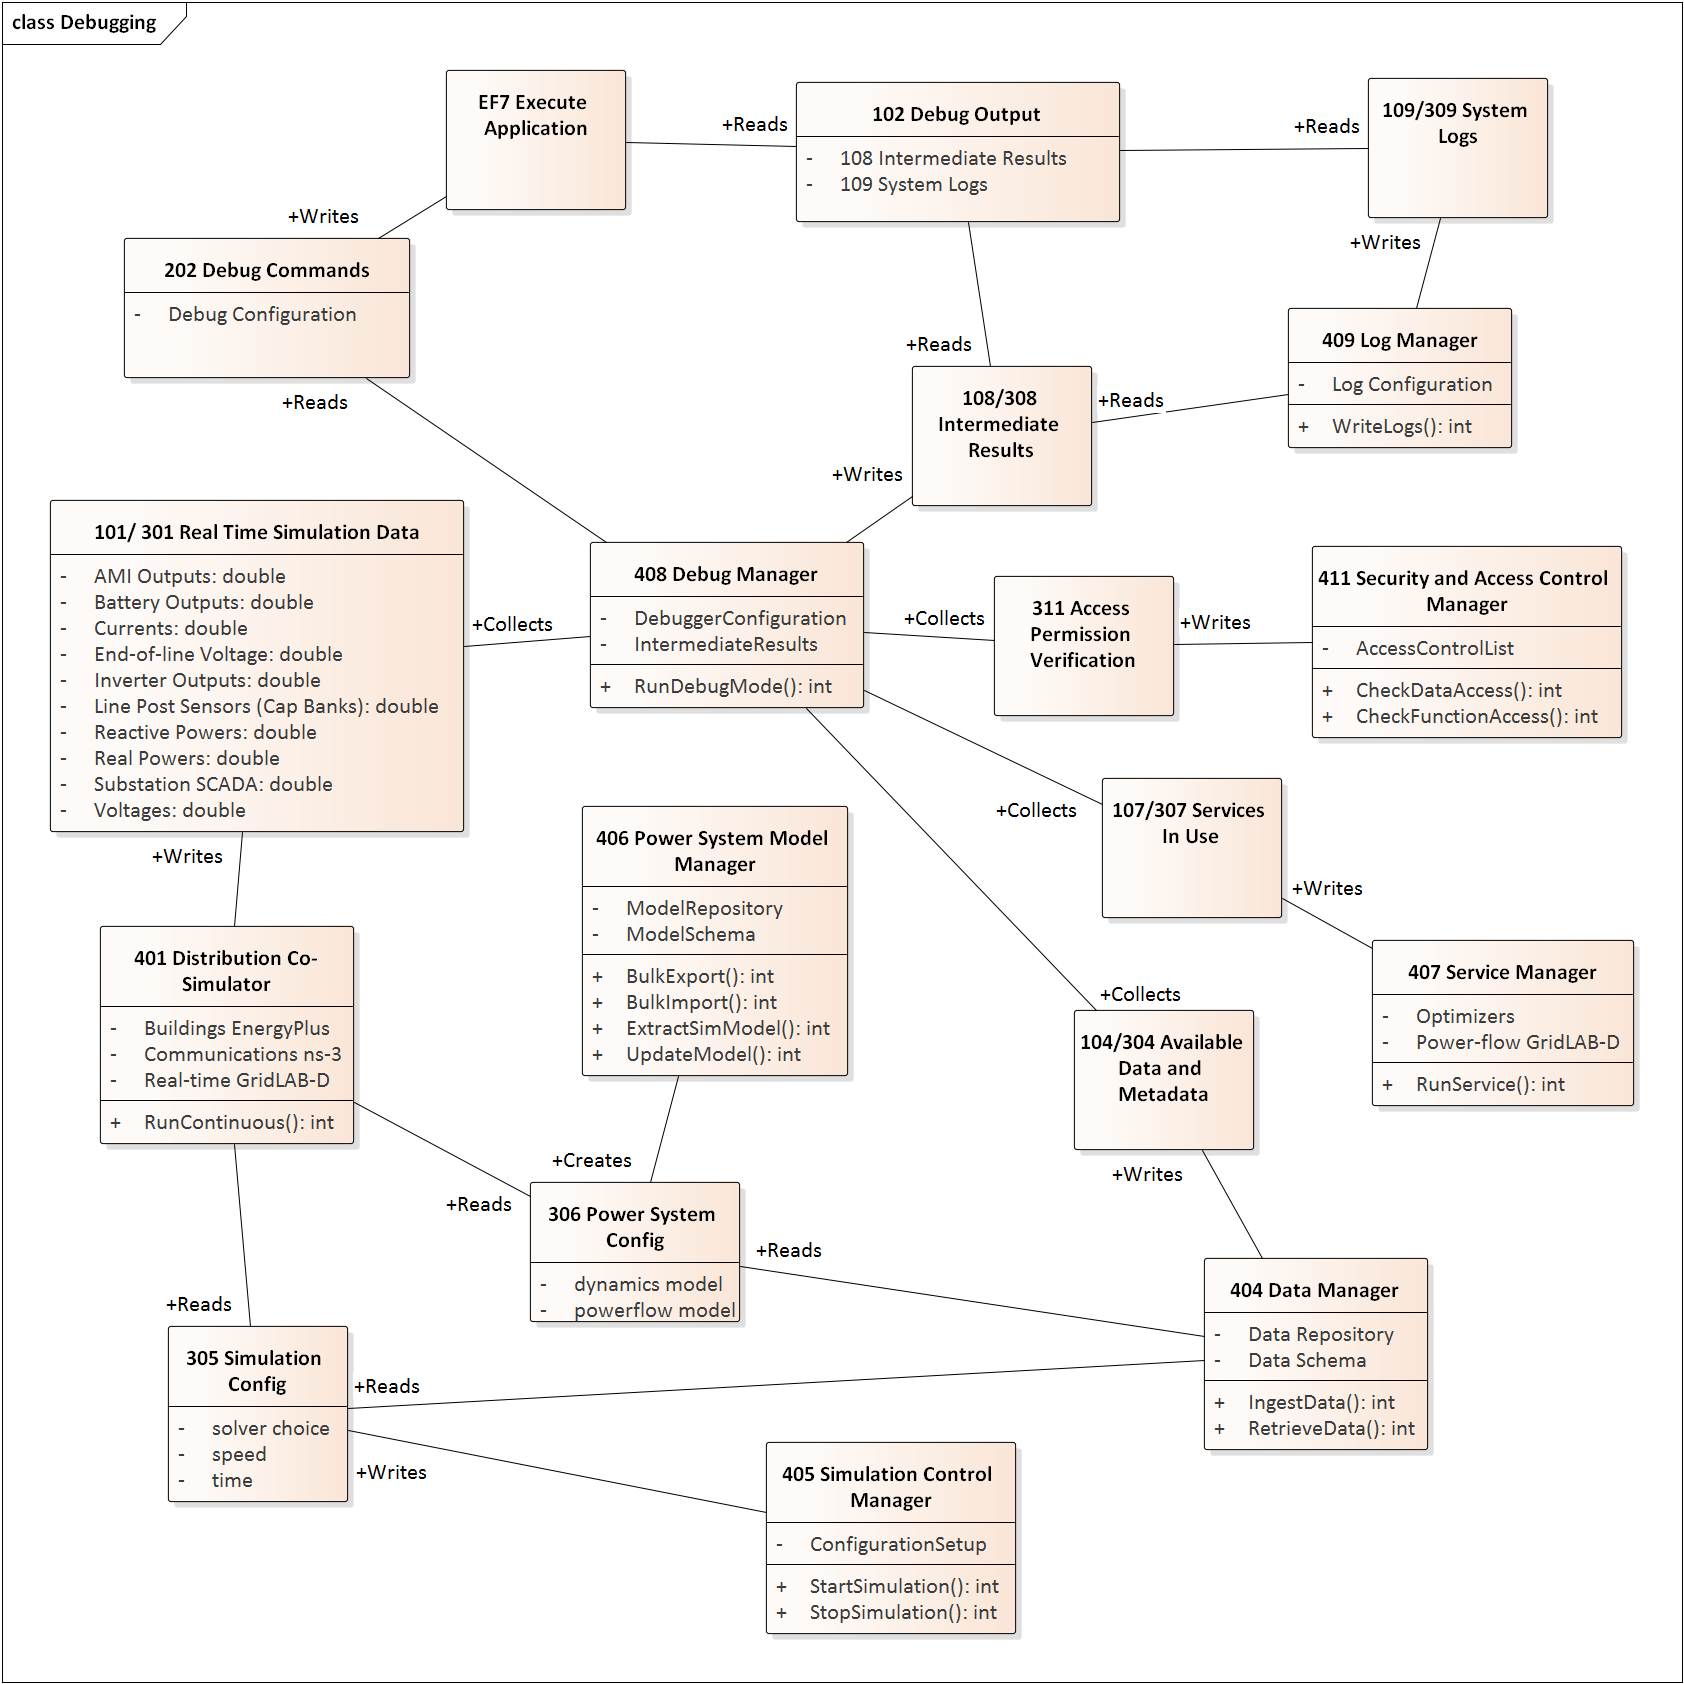 class Debugging
EF7 Execute
Application
+Reads
102 Debug Output
- 108 Intermediate Results
- 109 System Logs
+Reads
109/309 System
Logs
+Writes
+Writes
202 Debug Commands
- Debug Configuration
+Reads
+Reads
108/308
Intermediate
Results
+Reads
409 Log Manager
- Log Configuration
+ WriteLogs(): int
+Writes
101/ 301 Real Time Simulation Data
- AMI Outputs: double
- Battery Outputs: double
- Currents: double
- End-of-line Voltage: double
- Inverter Outputs: double
- Line Post Sensors (Cap Banks): double
- Reactive Powers: double
- Real Powers: double
- Substation SCADA: double
- Voltages: double
+Collects
408 Debug Manager
- DebuggerConfiguration
- IntermediateResults
+ RunDebugMode(): int
+Collects
311 Access
Permission
Verification
+Writes
411 Security and Access Control
Manager
- AccessControlList
+ CheckDataAccess(): int
+ CheckFunctionAccess(): int
+Collects
107/307 Services
In Use
+Writes
+Writes
406 Power System Model
Manager
- ModelRepository
- ModelSchema
+ BulkExport(): int
+ BulkImport(): int
+ ExtractSimModel(): int
+ UpdateModel(): int
407 Service Manager
- Optimizers
- Power-flow GridLAB-D
+ RunService(): int
401 Distribution Co-
Simulator
- Buildings EnergyPlus
- Communications ns-3
- Real-time GridLAB-D
+ RunContinuous(): int
+Collects
104/304 Available
Data and
Metadata
+Writes
+Creates
+Reads
306 Power System
Config
- dynamics model
- powerflow model
+Reads
404 Data Manager
- Data Repository
- Data Schema
+ IngestData(): int
+ RetrieveData(): int
+Reads
305 Simulation
Config
- solver choice
- speed
- time
+Reads
+Writes
405 Simulation Control
Manager
- ConfigurationSetup
+ StartSimulation(): int
+ StopSimulation(): int